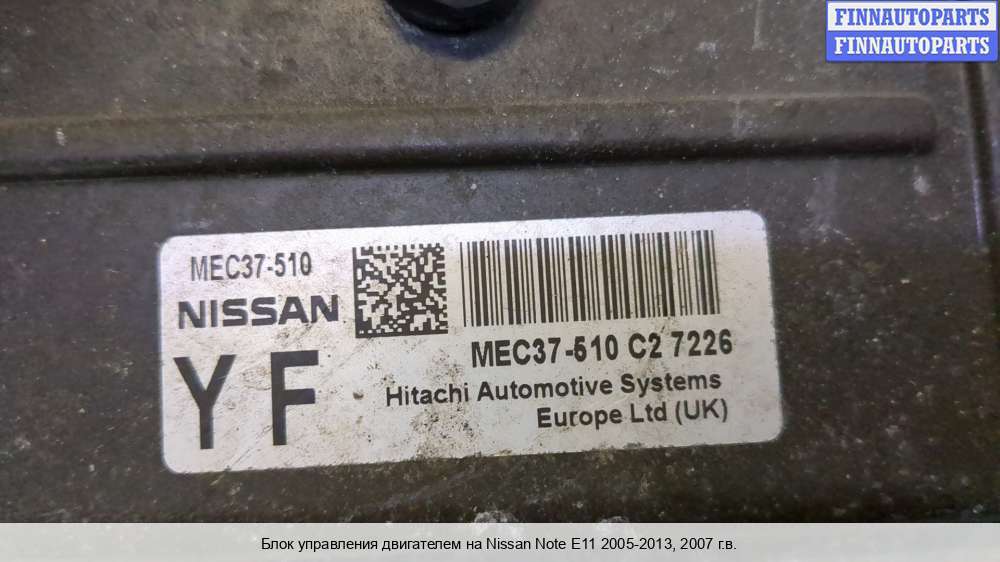 FINNAUTOPARTS
FINNAUTOPARTS
MEC37-510
NISSAN
YF
MEC37-510 C2 7226
Hitachi Automotive Systems
Europe Ltd (UK)
Блок управления двигателем на Nissan Note E11 2005-2013, 2007 г.в.